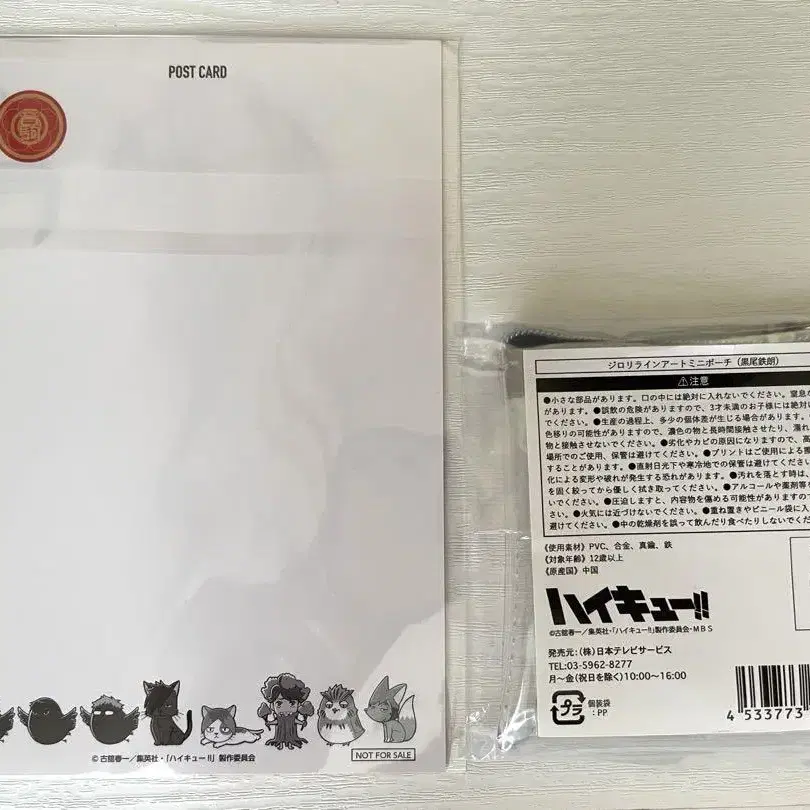 POST CARD
© 古舘春一／集英社・「ハイキュー!!」製作委員会
NOT FOR SALE
ジロリラインアートミニポーチ（黒尾鉄朗）
⚠注意
●小さな部品があります。口の中には絶対に入れないでください。窒息な
があります。●誤飲の危険がありますので、3才未満のお子様には絶対に
でください。●生産の過程上、多少の個体差が生じる場合があります。
色移りの可能性がありますので、濃色の物と長時間接触させたり、濡れ
物と接触させないでください。●劣化やカビの原因になりますので、高
場所でのご使用、保管は避けてください。●プリントはご使用による擦
することがあります。●直射日光下や寒冷地での保管は避けてください
化による変形や破れが発生する恐れがあります。●汚れを落とす時は、
を固く絞ってから優しく拭き取ってください。●アルコールや薬剤等を
いでください。●圧迫しますと、内容物を傷める可能性がありますので
さい。●火気には近づけないでください。●重ね置きやビニール袋に入
避けてください。●中の乾燥剤を誤って飲んだり食べたりしないでくだ
《使用素材》PVC、合金、真鍮、鉄
《対象年齢》12歳以上
《原産国》中国
ハイキュー!!
©古舘春一／集英社・「ハイキュー!!」製作委員会・MBS
発売元：（株）日本テレビサービス
TEL:03-5962-8277
月～金（祝日を除く）10:00～16:00
プラ
個装袋
：PP
4 533773